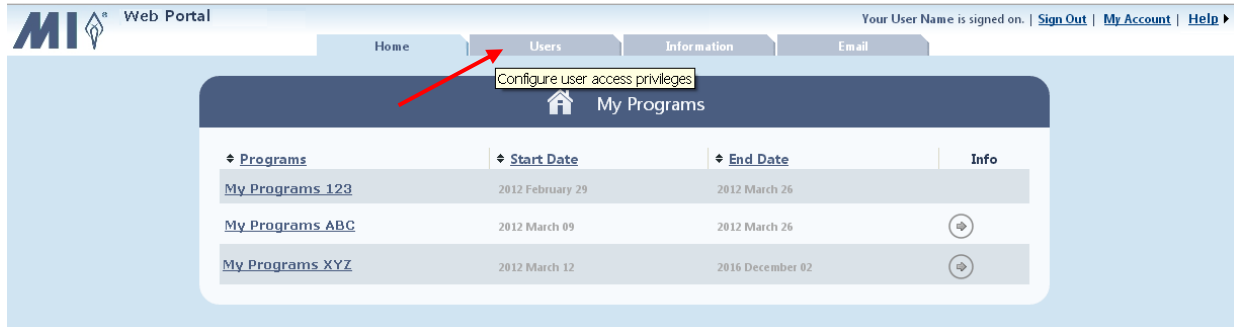 MI® Web Portal
Your User Name is signed on. | Sign Out | My Account | Help
Home Users Information Email
Configure user access privileges
My Programs
Programs Start Date End Date Info
My Programs 123 2012 February 29 2012 March 26
My Programs ABC 2012 March 09 2012 March 26
My Programs XYZ 2012 March 12 2016 December 02